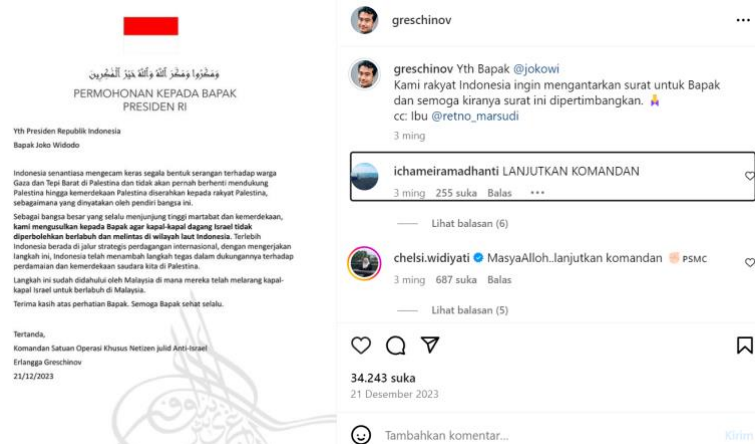 وَمَكَرُوا وَمَكَرَ اللّٰهُ وَاللّٰهُ خَيْرُ الْمٰكِرِيْنَ
PERMOHONAN KEPADA BAPAK
PRESIDEN RI
Yth Presiden Republik Indonesia
Bapak Joko Widodo
Indonesia senantiasa mengecam keras segala bentuk serangan terhadap warga
Gaza dan Tepi Barat di Palestina dan tidak akan pernah berhenti mendukung
Palestina hingga kemerdekaan Palestina diserahkan kepada rakyat Palestina,
sebagaimana yang dinyatakan oleh pendiri bangsa ini.
Sebagai bangsa besar yang selalu menjunjung tinggi martabat dan kemerdekaan,
kami mengusulkan kepada Bapak agar kapal-kapal dagang Israel tidak
diperbolehkan berlabuh dan melintas di wilayah laut Indonesia. Terlebih
Indonesia berada di jalur strategis perdagangan internasional, dengan mengerjakan
langkah ini, Indonesia telah menambah langkah tegas dalam dukungannya terhadap
perdamaian dan kemerdekaan saudara kita di Palestina.
Langkah ini sudah didahului oleh Malaysia di mana mereka telah melarang kapal-
kapal Israel untuk berlabuh di Malaysia.
Terima kasih atas perhatian Bapak. Semoga Bapak sehat selalu.
Tertanda,
Komandan Satuan Operasi Khusus Netizen julid Anti-Israel
Erlangga Greschinov
21/12/2023
greschinov
greschinov Yth Bapak @jokowi
Kami rakyat Indonesia ingin mengantarkan surat untuk Bapak
dan semoga kiranya surat ini dipertimbangkan.
cc: Ibu @retno_marsudi
3 ming
ichameiramadhanti LANJUTKAN KOMANDAN
3 ming 255 suka Balas
Lihat balasan (6)
chelsi.widiyati MasyaAlloh..lanjutkan komandan PSMC
3 ming 687 suka Balas
Lihat balasan (5)
34.243 suka
21 Desember 2023
Tambahkan komentar...
Kirim